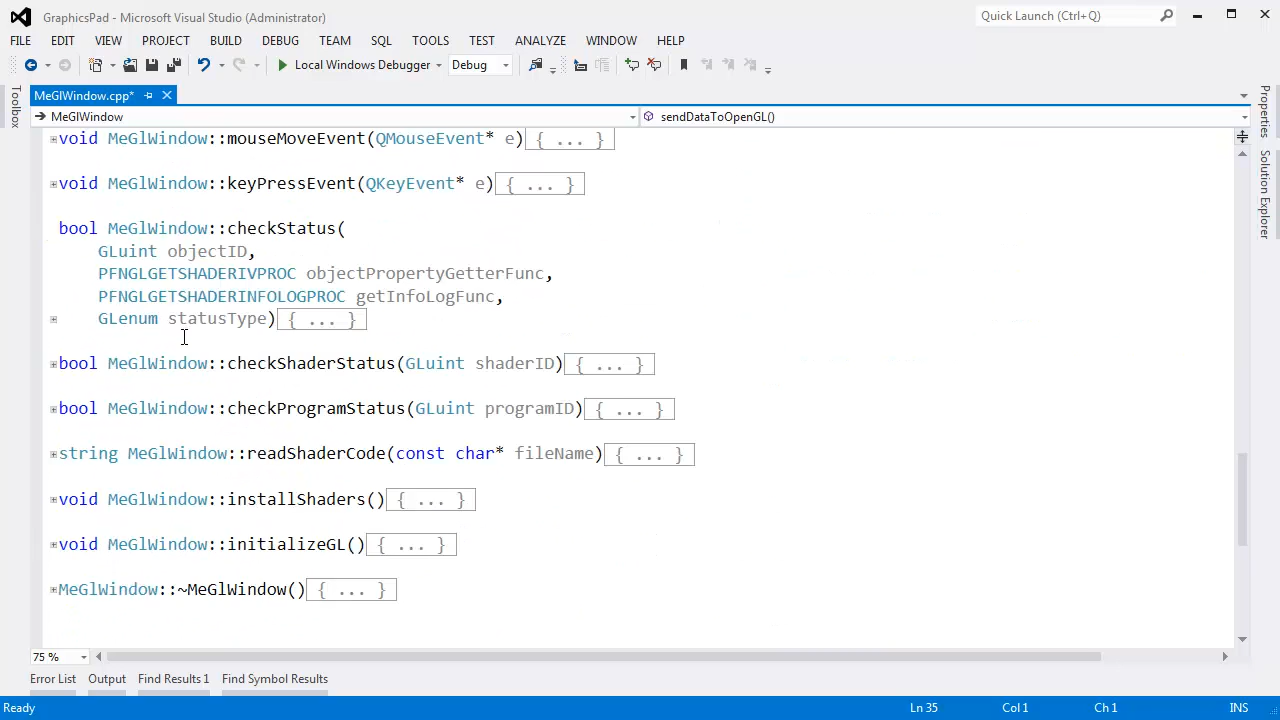 GraphicsPad - Microsoft Visual Studio (Administrator)
Quick Launch (Ctrl+Q)
FILE EDIT VIEW PROJECT BUILD DEBUG TEAM SQL TOOLS TEST ANALYZE WINDOW HELP
Local Windows Debugger Debug
MeGlWindow.cpp*
MeGlWindow sendDataToOpenGL()
Toolbox
Properties
Solution Explorer
void MeGlWindow::mouseMoveEvent(QMouseEvent* e){ ... }
void MeGlWindow::keyPressEvent(QKeyEvent* e){ ... }
bool MeGlWindow::checkStatus(
GLuint objectID,
PFNGLGETSHADERIVPROC objectPropertyGetterFunc,
PFNGLGETSHADERINFOLOGPROC getInfoLogFunc,
GLenum statusType){ ... }
bool MeGlWindow::checkShaderStatus(GLuint shaderID){ ... }
bool MeGlWindow::checkProgramStatus(GLuint programID){ ... }
string MeGlWindow::readShaderCode(const char* fileName){ ... }
void MeGlWindow::installShaders(){ ... }
void MeGlWindow::initializeGL(){ ... }
MeGlWindow::~MeGlWindow(){ ... }
75 %
Error List Output Find Results 1 Find Symbol Results
Ready Ln 35 Col 1 Ch 1 INS